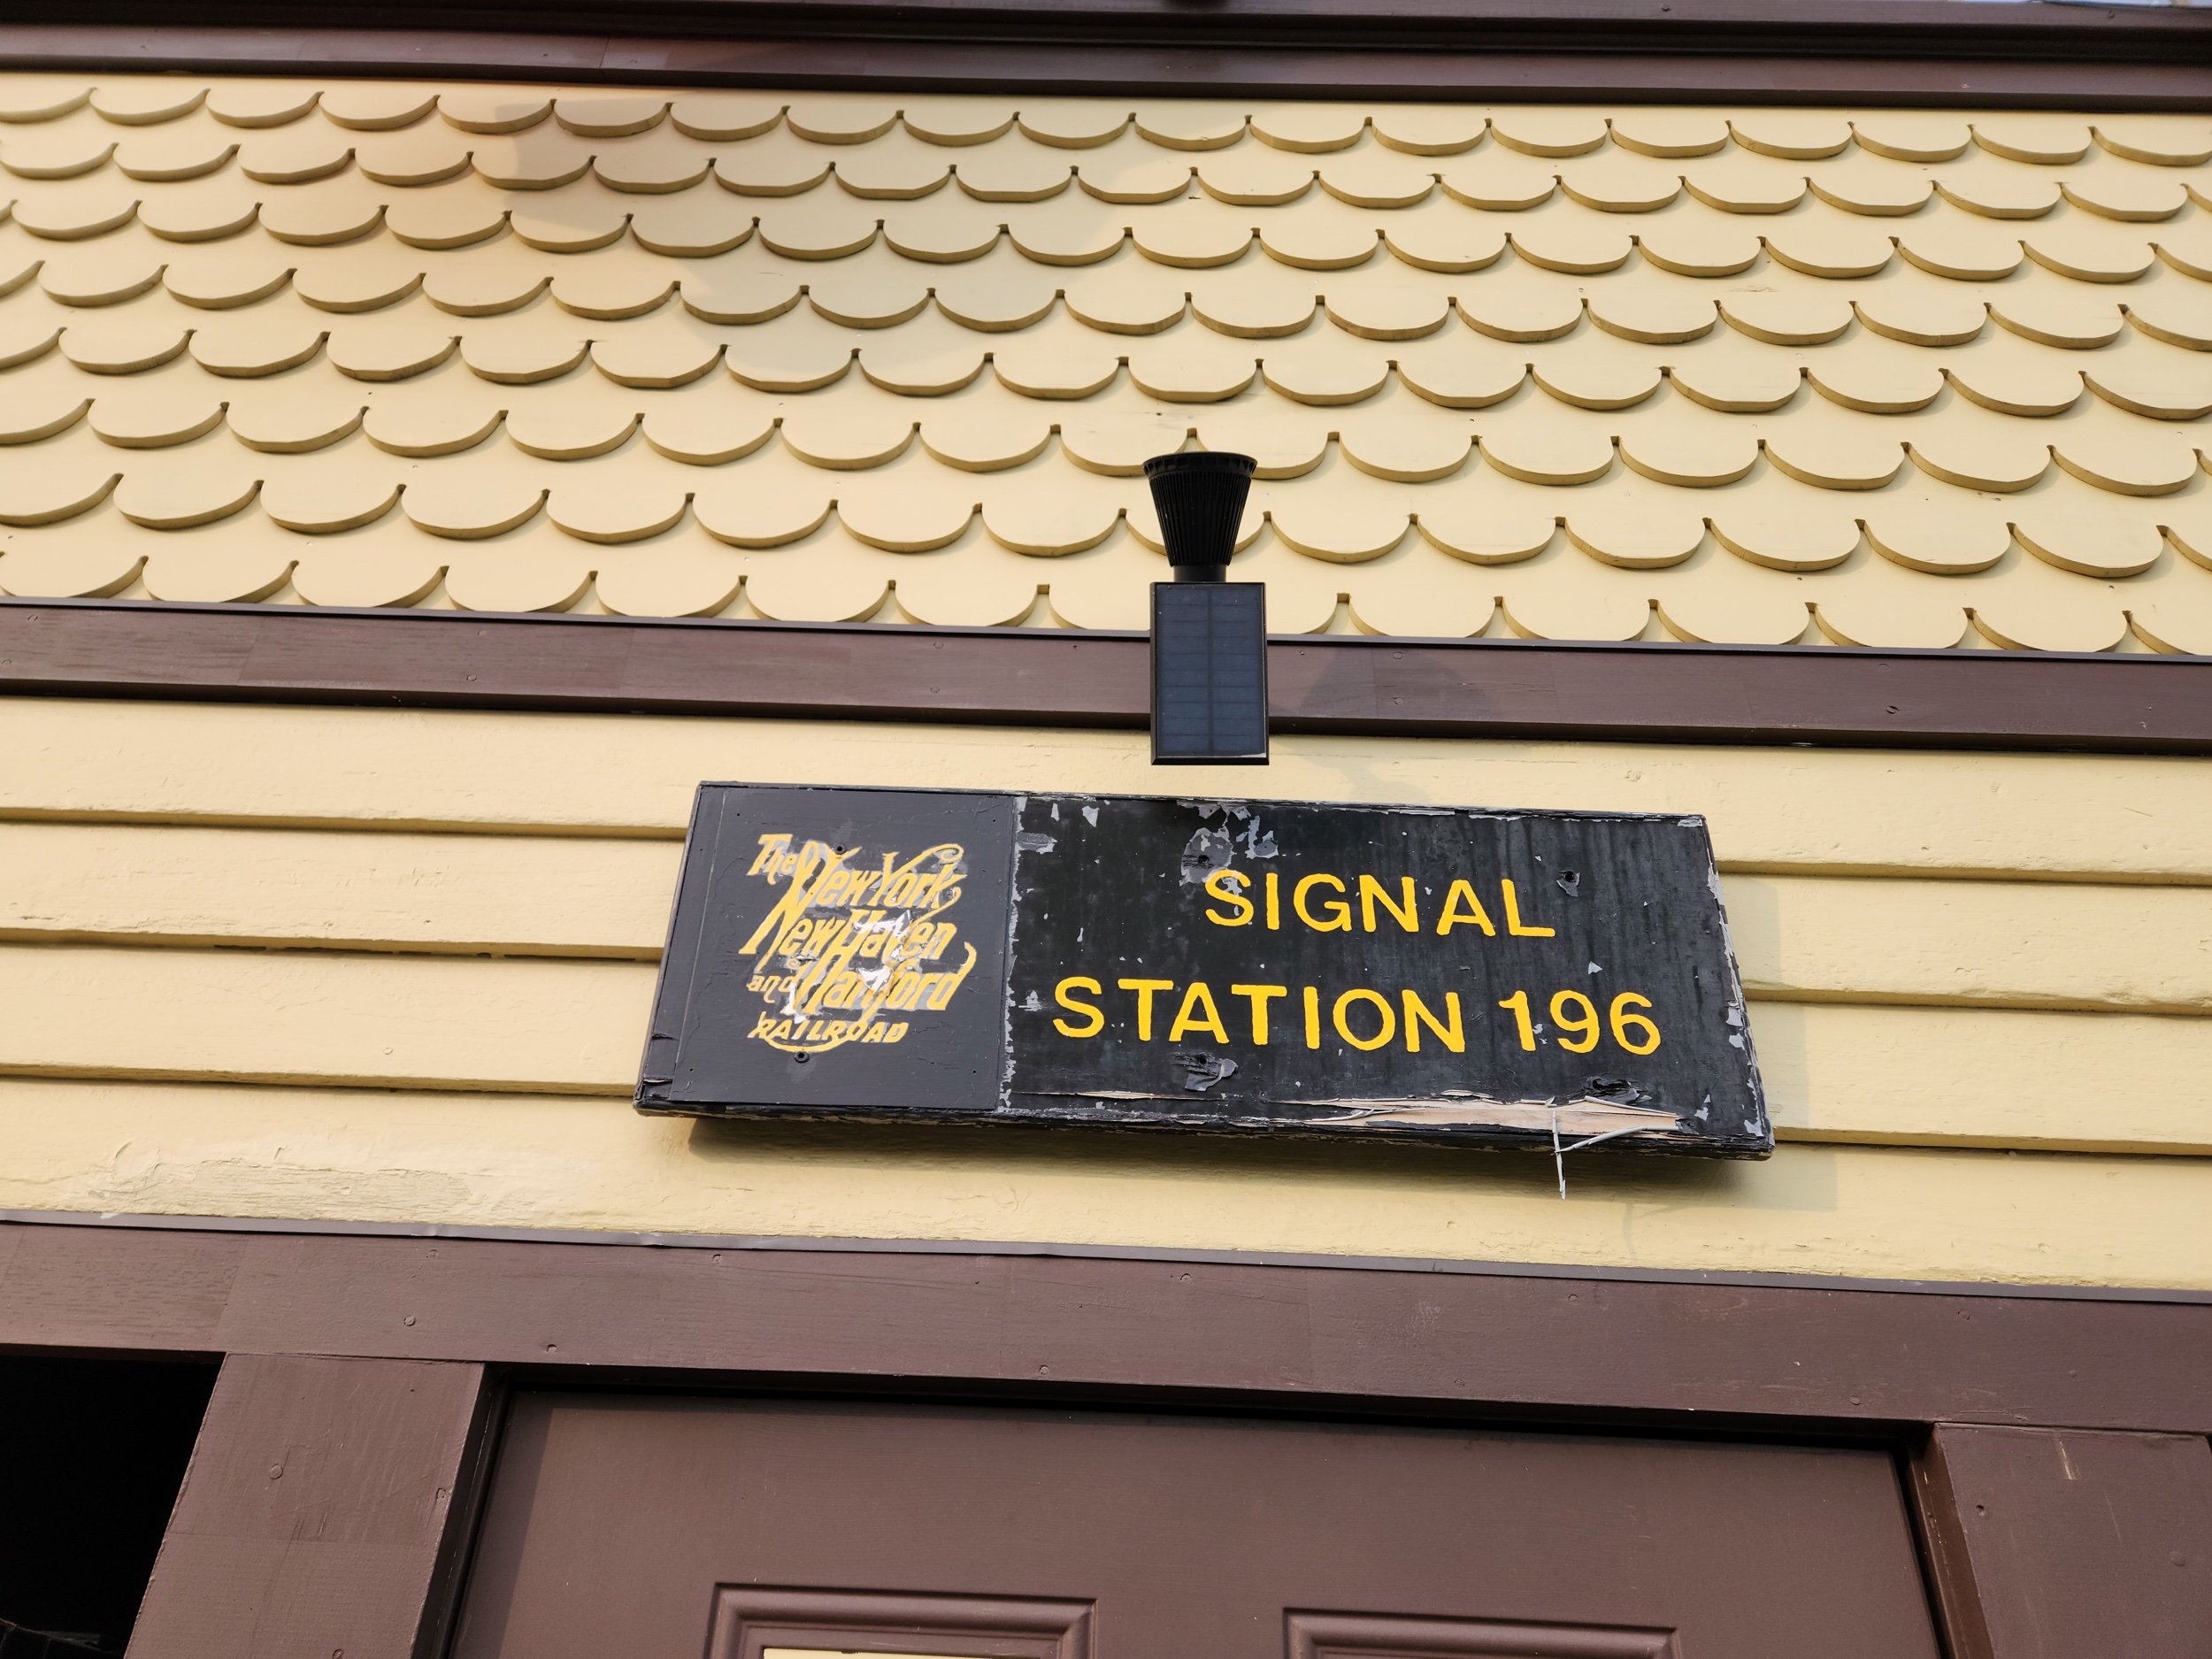 The New York
New Haven
and Hartford
RAILROAD
SIGNAL
STATION 196